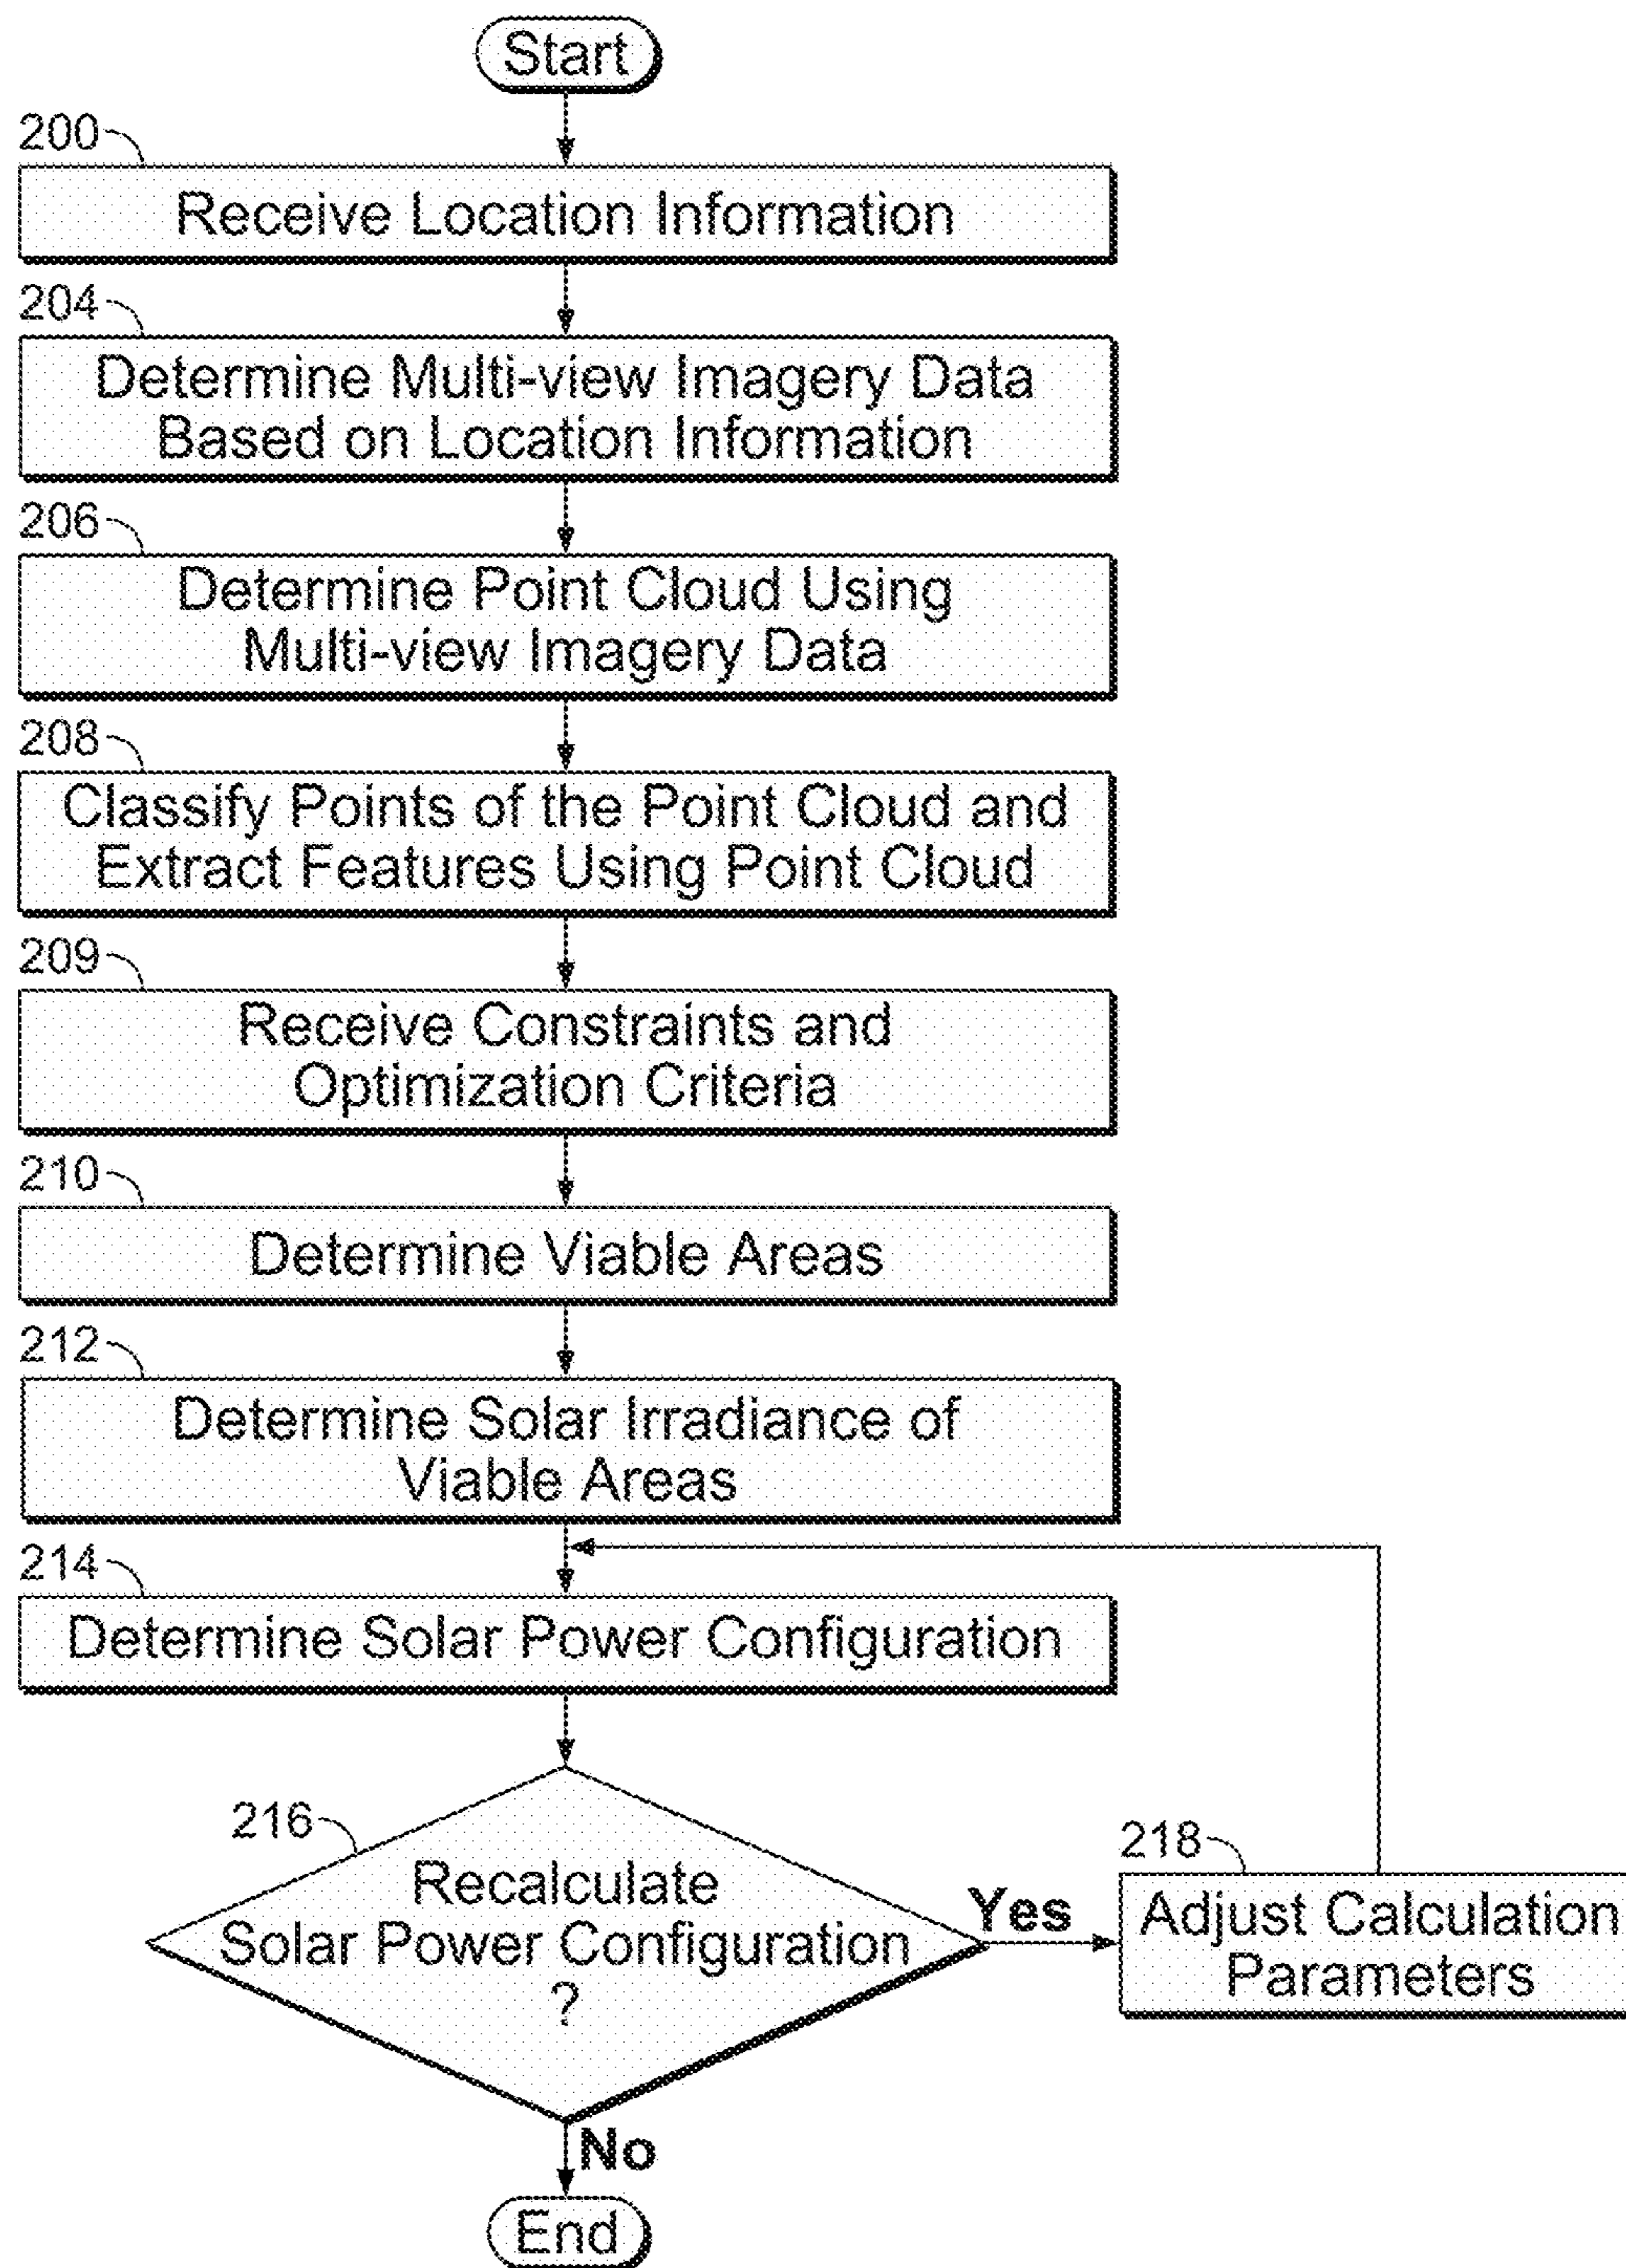 Start
200
Receive Location Information
204
Determine Multi-view Imagery Data
Based on Location Information
206
Determine Point Cloud Using
Multi-view Imagery Data
208
Classify Points of the Point Cloud and
Extract Features Using Point Cloud
209
Receive Constraints and
Optimization Criteria
210
Determine Viable Areas
212
Determine Solar Irradiance of
Viable Areas
214
Determine Solar Power Configuration
216
Recalculate
Solar Power Configuration
?
Yes
218
Adjust Calculation
Parameters
No
End